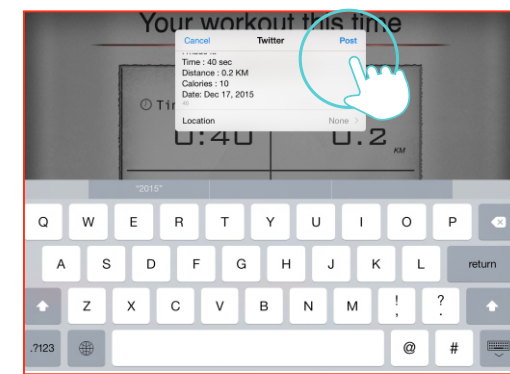 Your workout this time
Cancel Twitter Post
Time : 40 sec
Distance : 0.2 KM
Calories : 10
Date: Dec 17, 2015
40
Location None >
0:40 0.2 KM
"2015"
Q W E R T Y U I O P
A S D F G H J K L return
Z X C V B N M ! , ? .
.?123 @ #